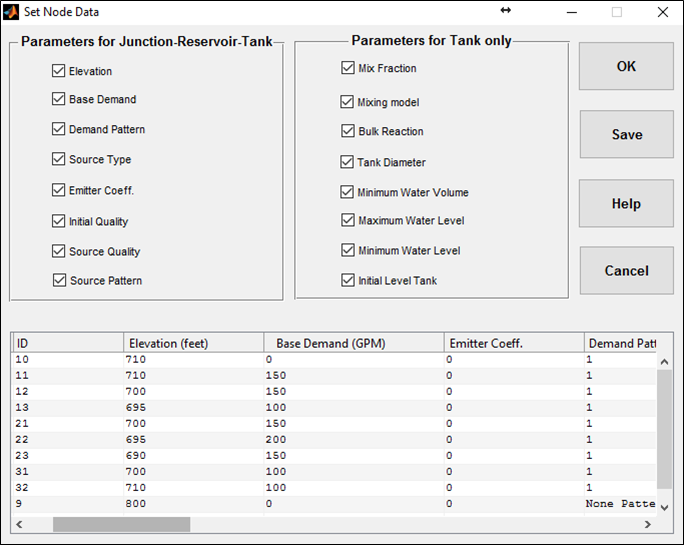 Set Node Data
Parameters for Junction-Reservoir-Tank
Elevation
Base Demand
Demand Pattern
Source Type
Emitter Coeff.
Initial Quality
Source Quality
Source Pattern
Parameters for Tank only
Mix Fraction
Mixing model
Bulk Reaction
Tank Diameter
Minimum Water Volume
Maximum Water Level
Minimum Water Level
Initial Level Tank
OK
Save
Help
Cancel
ID Elevation (feet) Base Demand (GPM) Emitter Coeff. Demand Patt
10 710 0 0 1
11 710 150 0 1
12 700 150 0 1
13 695 100 0 1
21 700 150 0 1
22 695 200 0 1
23 690 150 0 1
31 700 100 0 1
32 710 100 0 1
9 800 0 0 None Patte